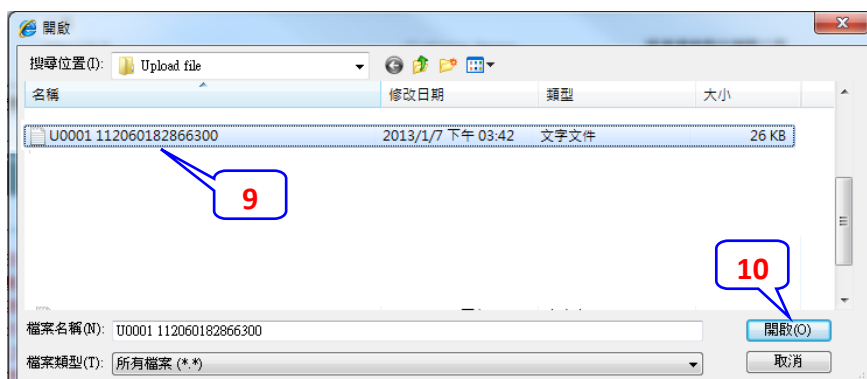 開啟
搜尋位置(I): Upload file
名稱 修改日期 類型 大小
U0001 112060182866300 2013/1/7 下午 03:42 文字文件 26 KB
9
10
檔案名稱(N): U0001 112060182866300 開啟(O)
檔案類型(T): 所有檔案 (*.*) 取消